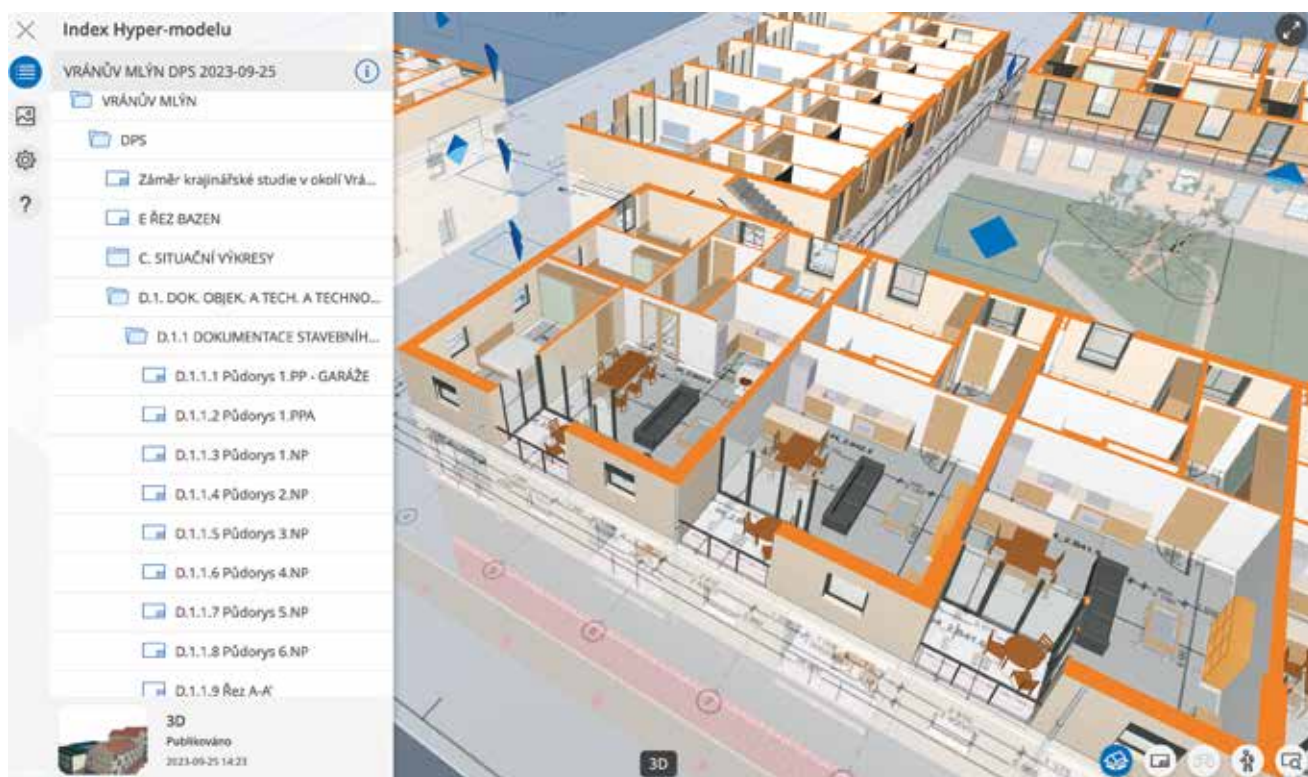 Index Hyper-modelu
VRÁNŮV MLÝN DPS 2023-09-25
VRÁNŮV MLÝN
DPS
Záměr krajinářské studie v okolí Vrá...
E ŘEZ BAZEN
C. SITUAČNÍ VÝKRESY
D.1. DOK. OBJEK. A TECH. A TECHNO...
D.1.1 DOKUMENTACE STAVEBNÍH...
D.1.1.1 Půdorys 1.PP - GARÁŽE
D.1.1.2 Půdorys 1.PPA
D.1.1.3 Půdorys 1.NP
D.1.1.4 Půdorys 2.NP
D.1.1.5 Půdorys 3.NP
D.1.1.6 Půdorys 4.NP
D.1.1.7 Půdorys 5.NP
D.1.1.8 Půdorys 6.NP
D.1.1.9 Řez A-A'
3D
Publikováno
2023-09-25 14:23
3D